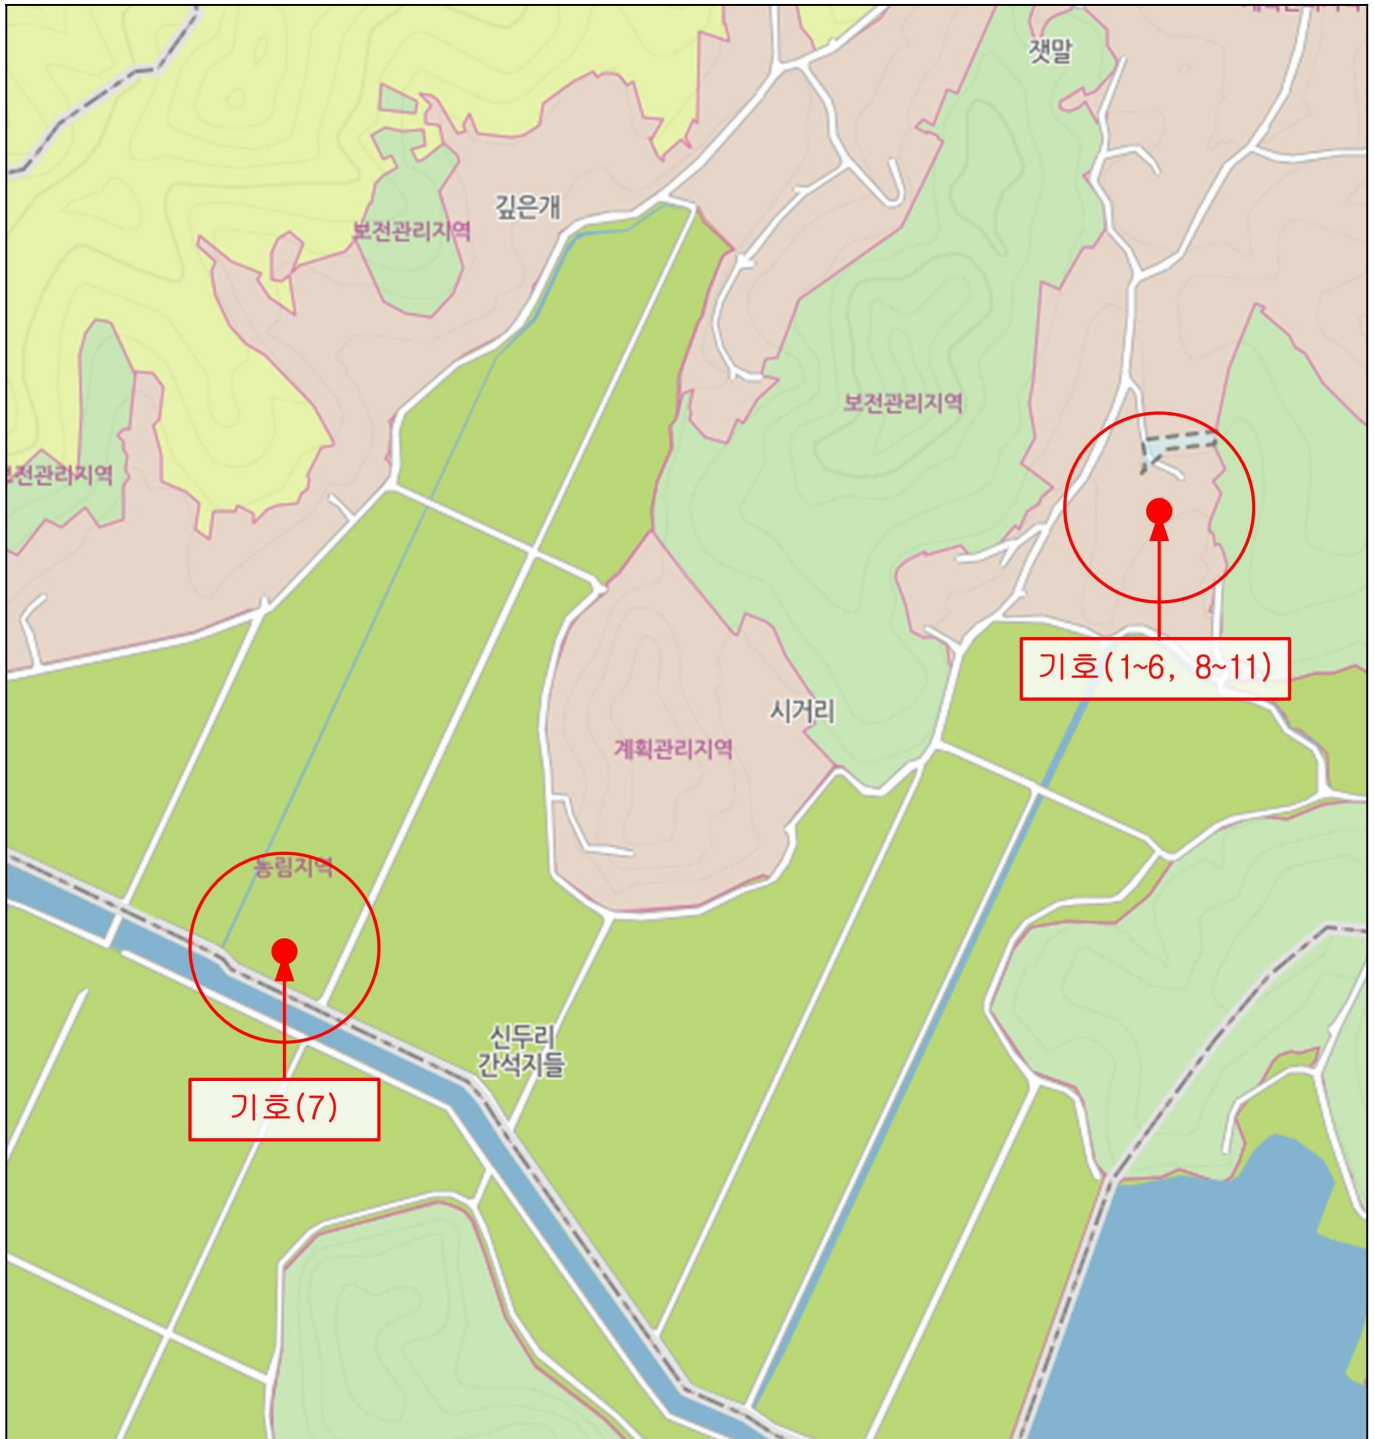 잿말
깊은개
보전관리지역
보전관리지역
전관리지역
기호(1~6, 8~11)
시거리
계획관리지역
농림지역
신두리
간석지들
기호(7)